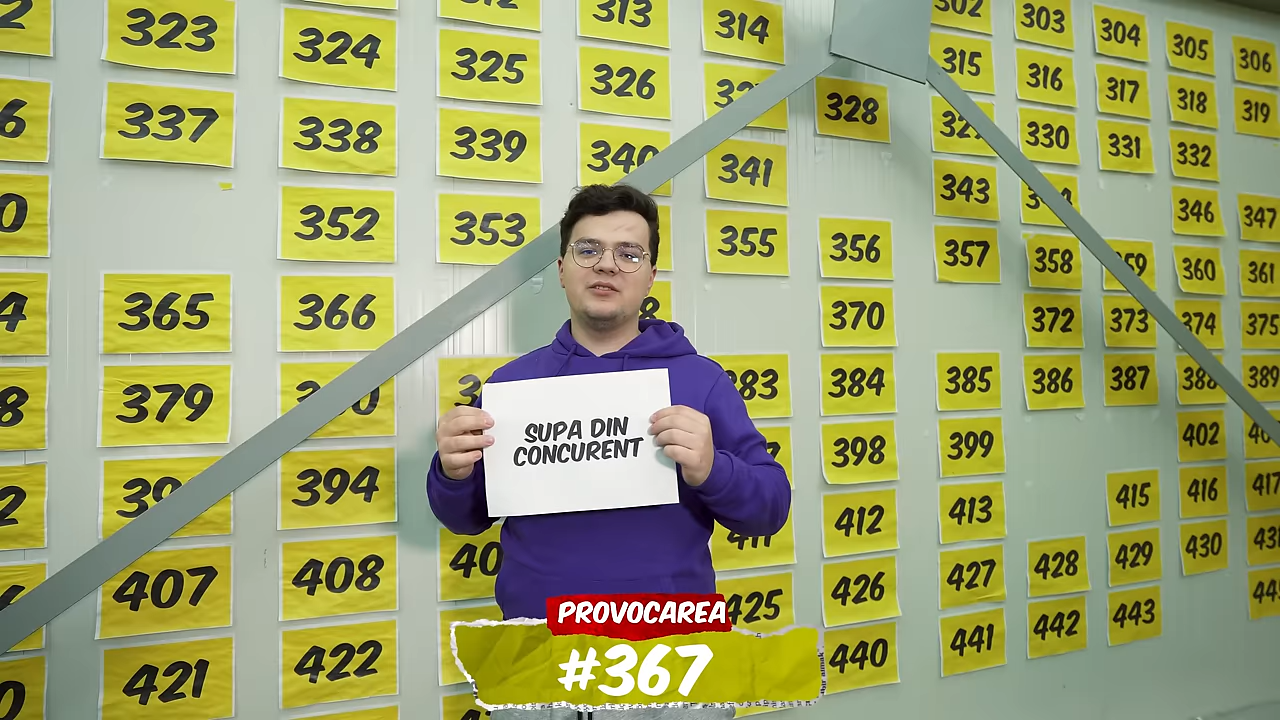 323 324 325 326 313 314 302 303 304 305 306
315 316 317 318 319
337 338 339 340 341 328 330 331 332
352 353 355 343 346 347
356 357 358 360 361
365 366 370 372 373 374 375
379 383 384 385 386 387 388 389
SUPA DIN
CONCURENT
394 398 399 402
412 413 415 416 417
407 408 426 427 428 429 430
421 422 425 440 441 442 443
PROVOCAREA
#367